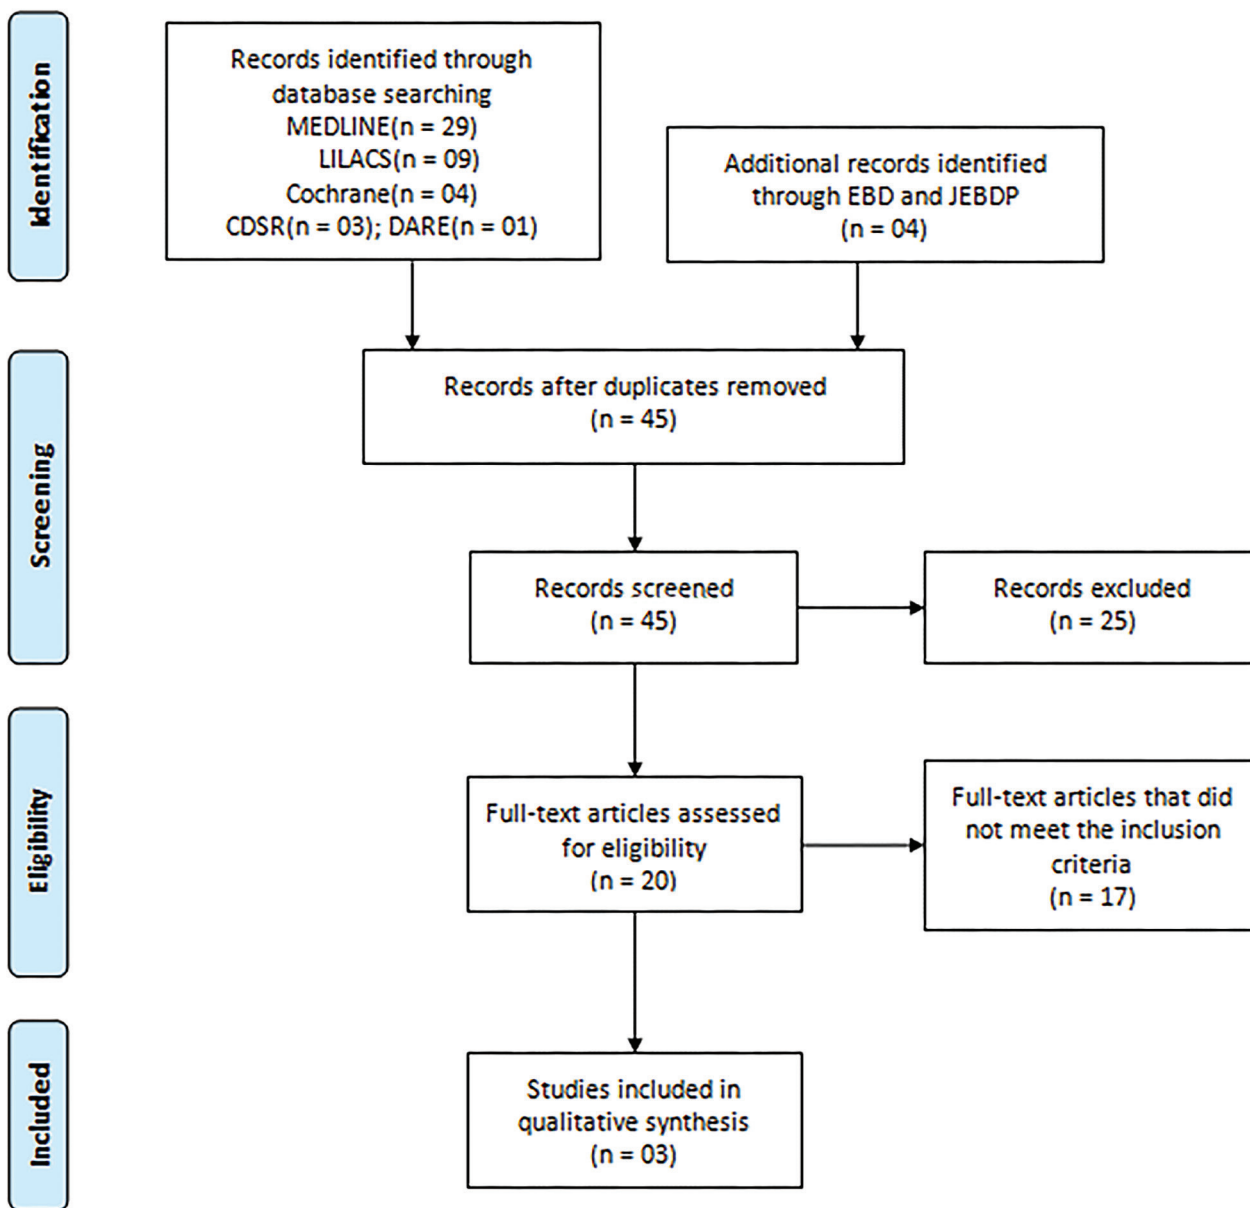 Identification
Records identified through
database searching
MEDLINE(n = 29)
LILACS(n = 09)
Cochrane(n = 04)
CDSR(n = 03); DARE(n = 01)
Additional records identified
through EBD and JEBDP
(n = 04)
Screening
Records after duplicates removed
(n = 45)
Records screened
(n = 45)
Records excluded
(n = 25)
Eligibility
Full-text articles assessed
for eligibility
(n = 20)
Full-text articles that did
not meet the inclusion
criteria
(n = 17)
Included
Studies included in
qualitative synthesis
(n = 03)